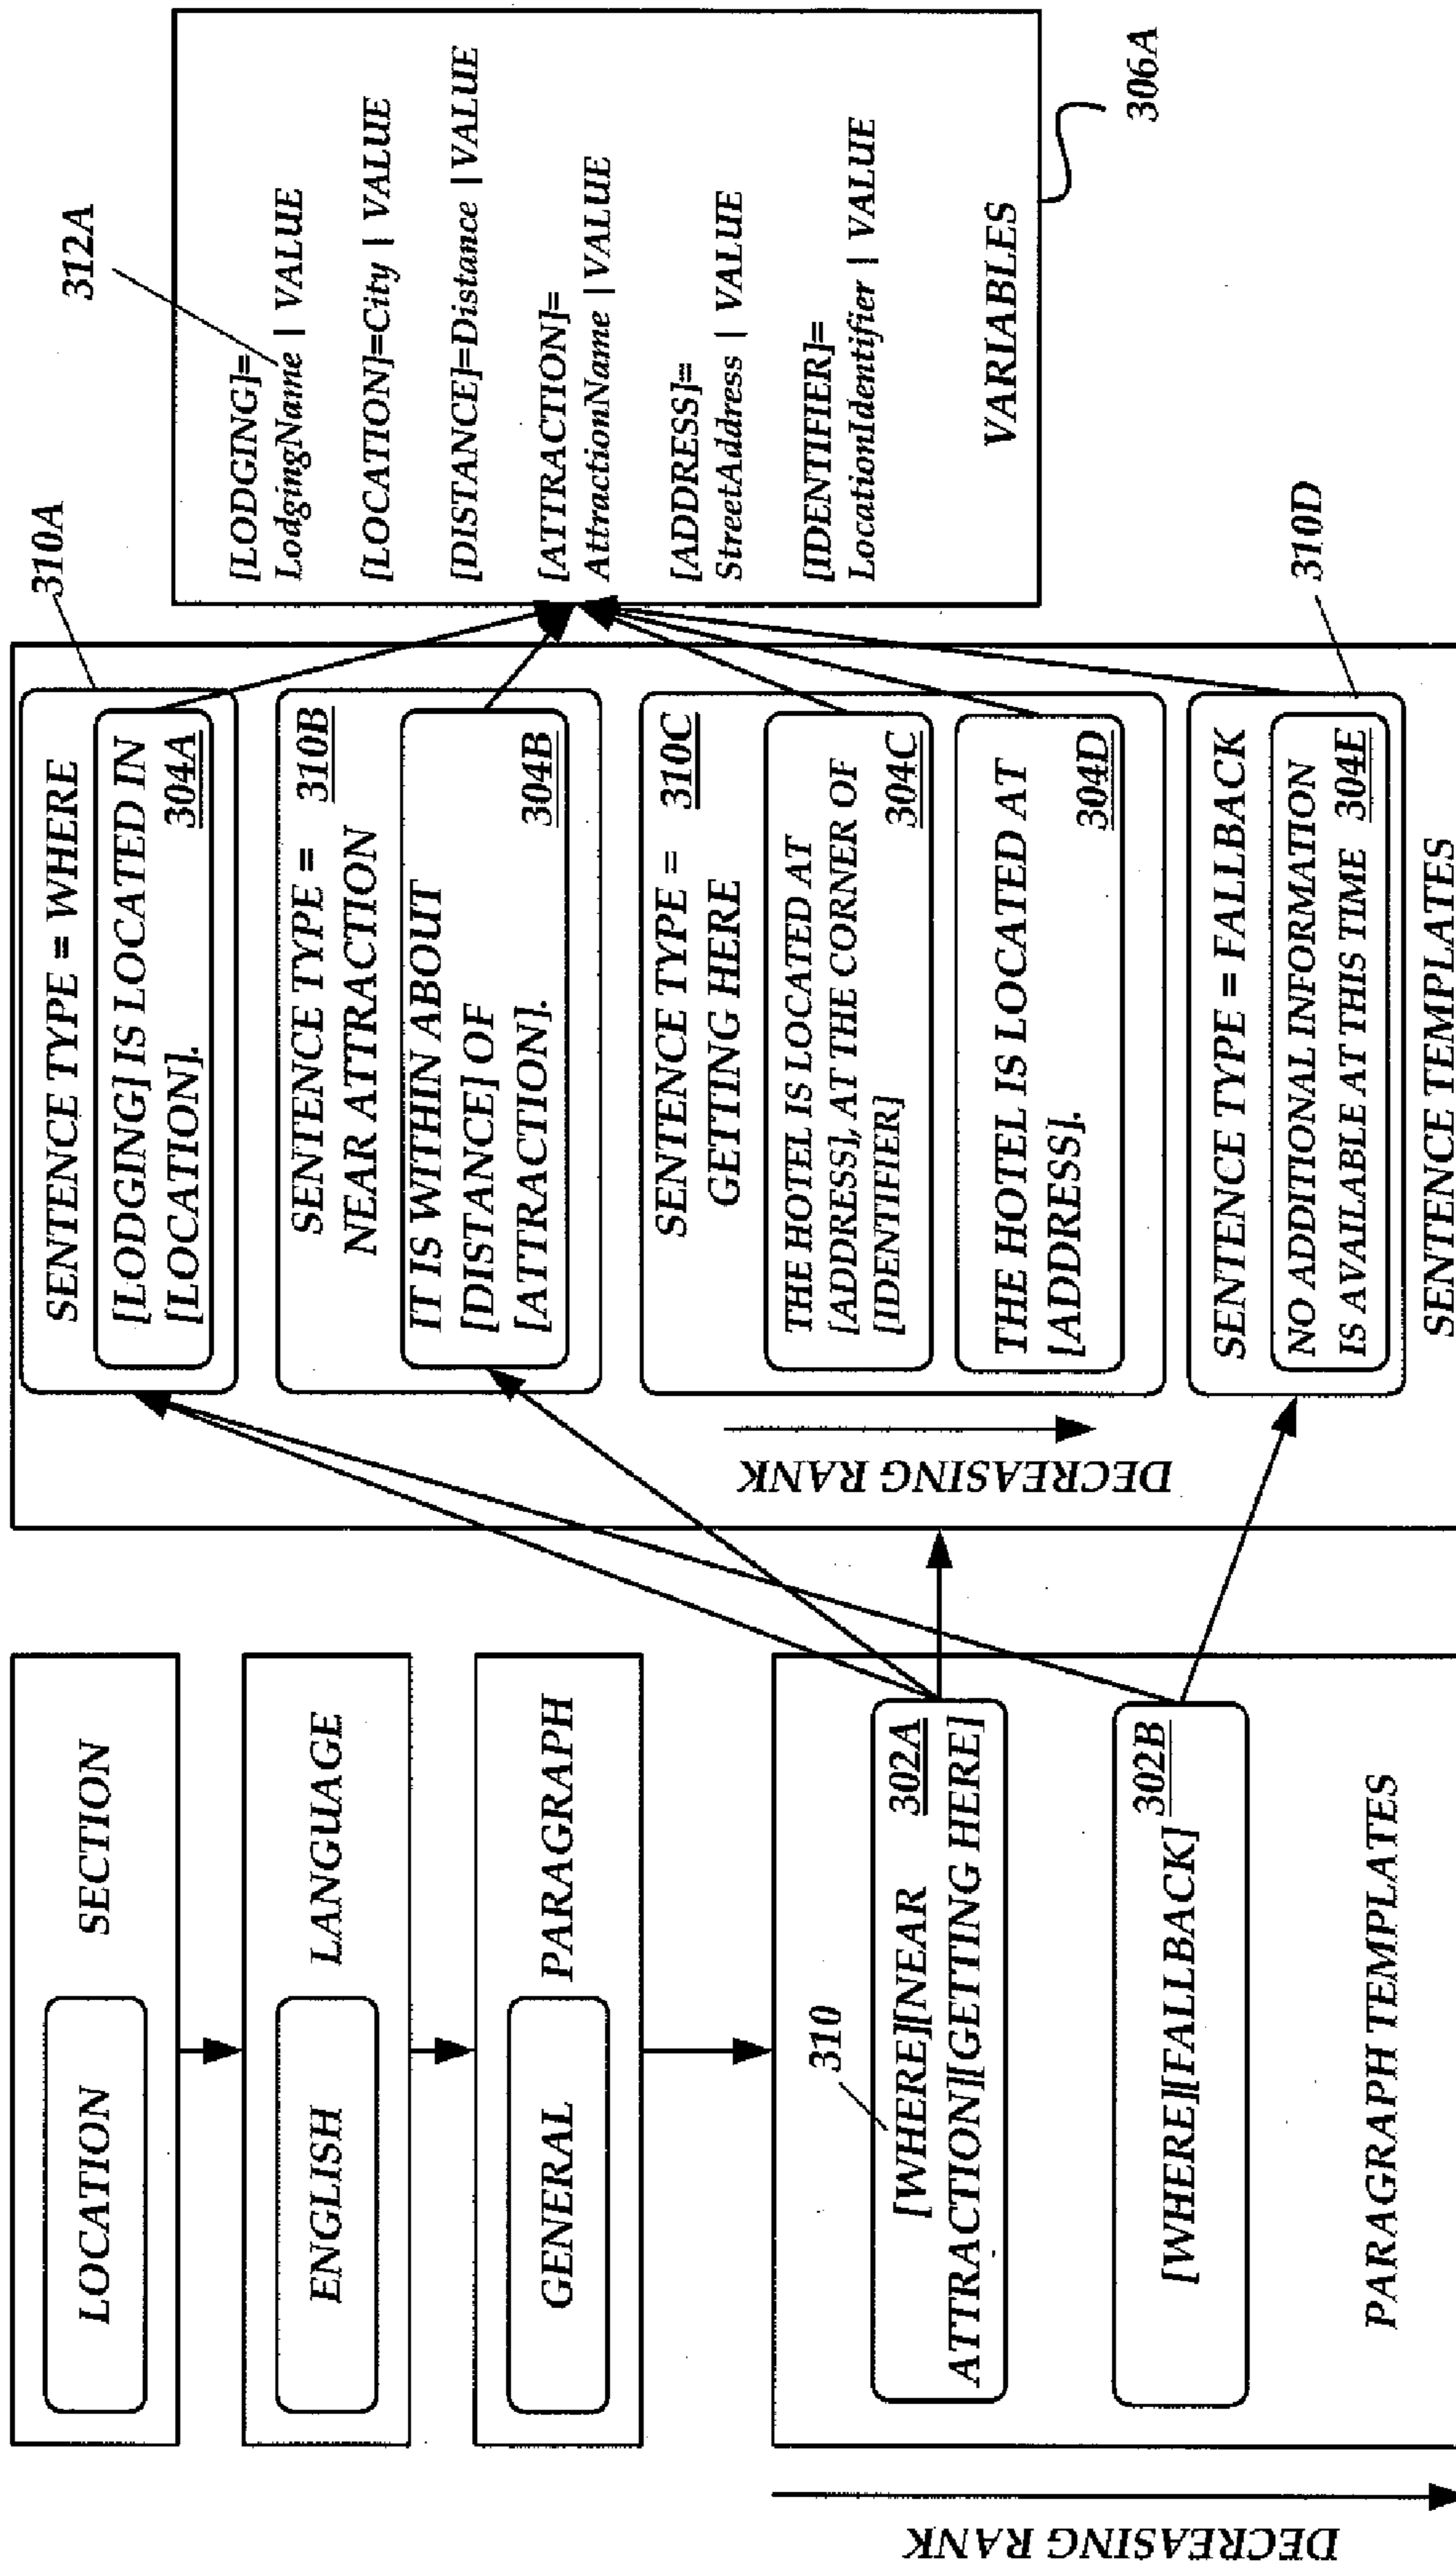 LOCATION
SECTION
ENGLISH
LANGUAGE
GENERAL
PARAGRAPH
310
[WHERE][NEAR 302A
ATTRACTION][GETTING HERE]
302B
[WHERE][FALLBACK]
PARAGRAPH TEMPLATES
DECREASING RANK
310A
SENTENCE TYPE = WHERE
[LODGING] IS LOCATED IN
[LOCATION]. 304A
SENTENCE TYPE = 310B
NEAR ATTRACTION
IT IS WITHIN ABOUT
[DISTANCE] OF
[ATTRACTION]. 304B
SENTENCE TYPE = 310C
GETTING HERE
THE HOTEL IS LOCATED AT
[ADDRESS], AT THE CORNER OF
[IDENTIFIER] 304C
THE HOTEL IS LOCATED AT
[ADDRESS]. 304D
DECREASING RANK
SENTENCE TYPE = FALLBACK
NO ADDITIONAL INFORMATION
IS AVAILABLE AT THIS TIME 304E
310D
SENTENCE TEMPLATES
312A
[LODGING]=
LodgingName | VALUE
[LOCATION]=City | VALUE
[DISTANCE]=Distance |VALUE
[ATTRACTION]=
AttractionName |VALUE
[ADDRESS]=
StreetAddress | VALUE
[IDENTIFIER]=
LocationIdentifier | VALUE
VARIABLES
306A